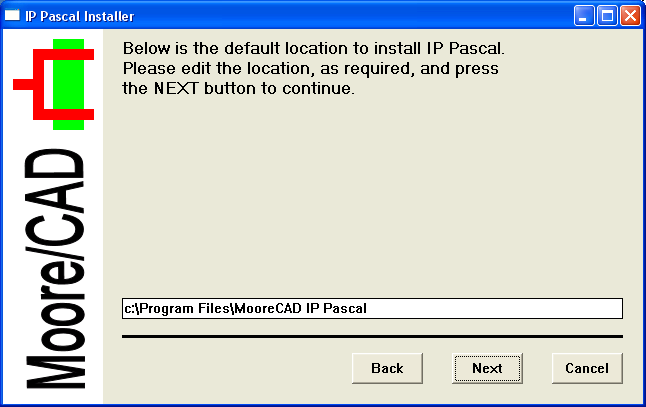 IP Pascal Installer
Below is the default location to install IP Pascal.
Please edit the location, as required, and press
the NEXT button to continue.
Moore/CAD
c:\Program Files\MooreCAD IP Pascal
Back Next Cancel